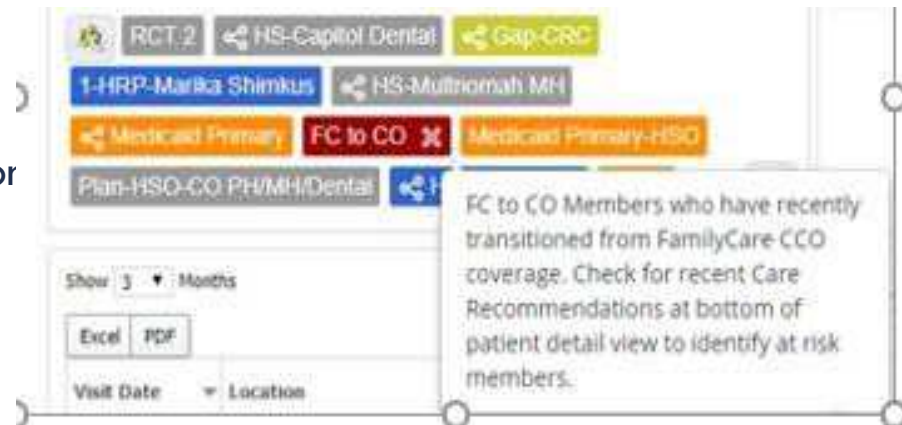 RCT 2 HS-Capitol Dental Gap-CRC
1-HRP-Marika Shimkus HS-Multnomah MH
Medicaid Primary FC to CO Medicaid Primary-HSO
or
Plan-HSO-CO PH/MH/Dental H
FC to CO Members who have recently
transitioned from FamilyCare CCO
coverage. Check for recent Care
Recommendations at bottom of
patient detail view to identify at risk
members.
Show 3 Months
Excel PDF
Visit Date Location